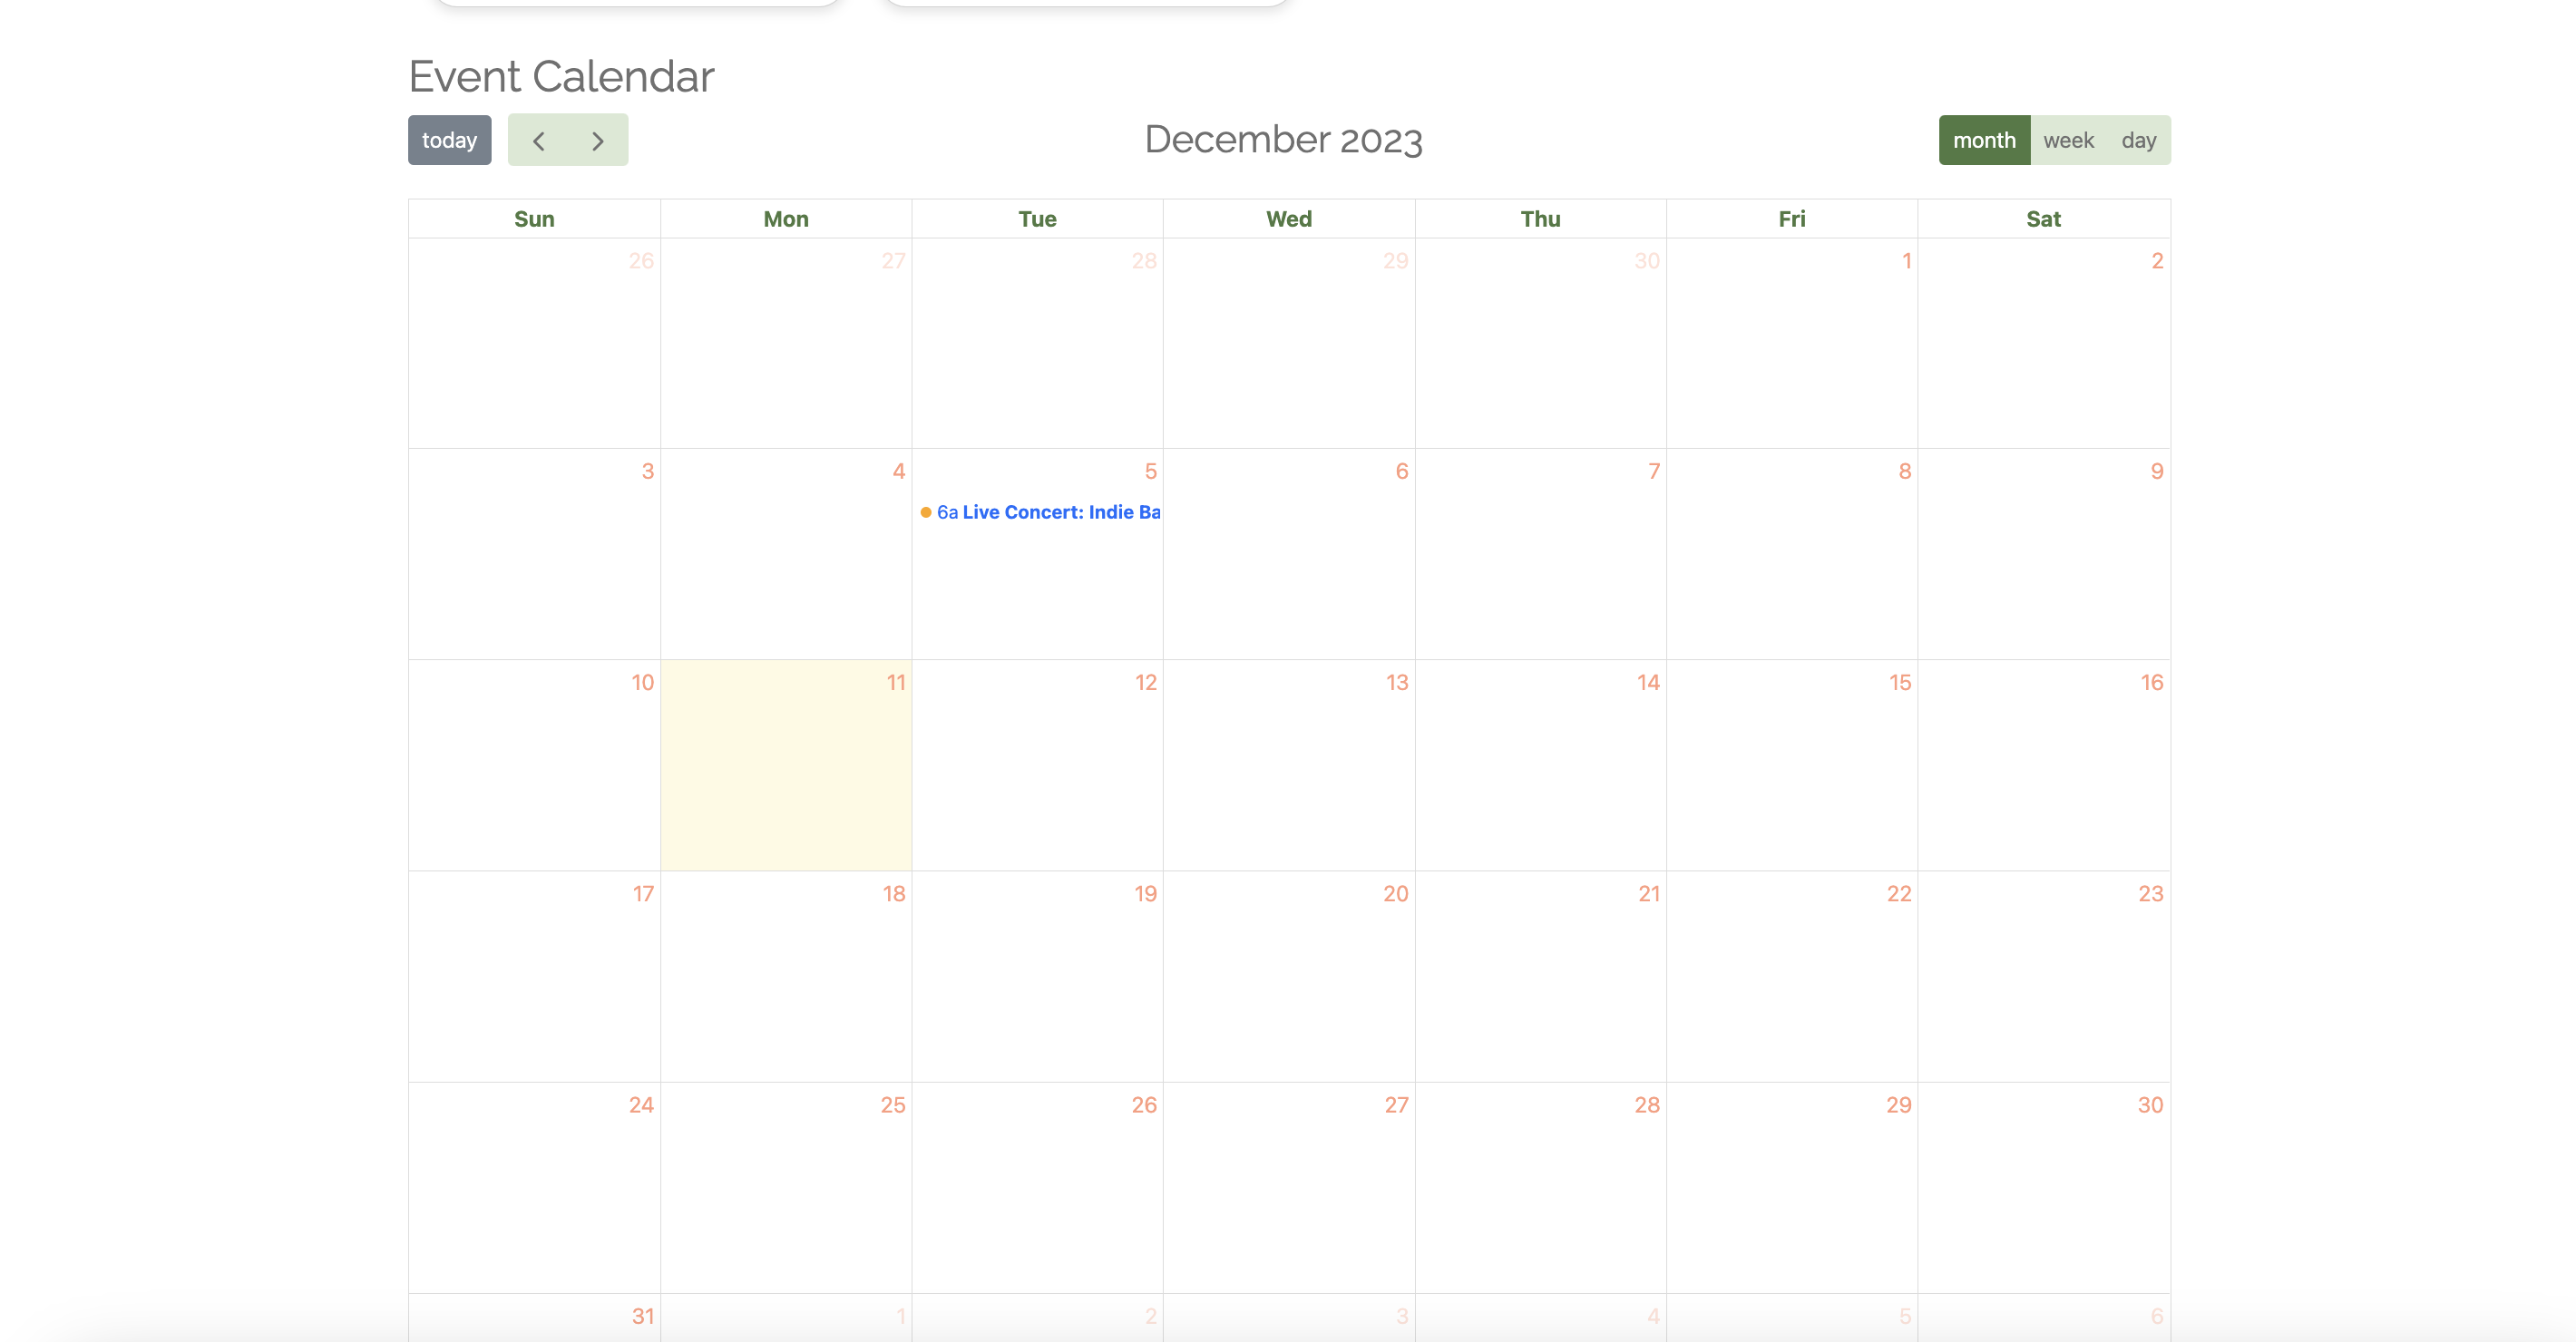 Event Calendar
today
December 2023
month week day
Sun Mon Tue Wed Thu Fri Sat
26 27 28 29 30 1 2
3 4 5 6 7 8 9
6a Live Concert: Indie Ba
10 11 12 13 14 15 16
17 18 19 20 21 22 23
24 25 26 27 28 29 30
31 1 2 3 4 5 6